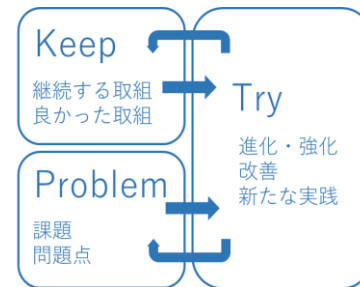 Keep
継続する取組
良かった取組
Problem
課題
問題点
Try
進化・強化
改善
新たな実践